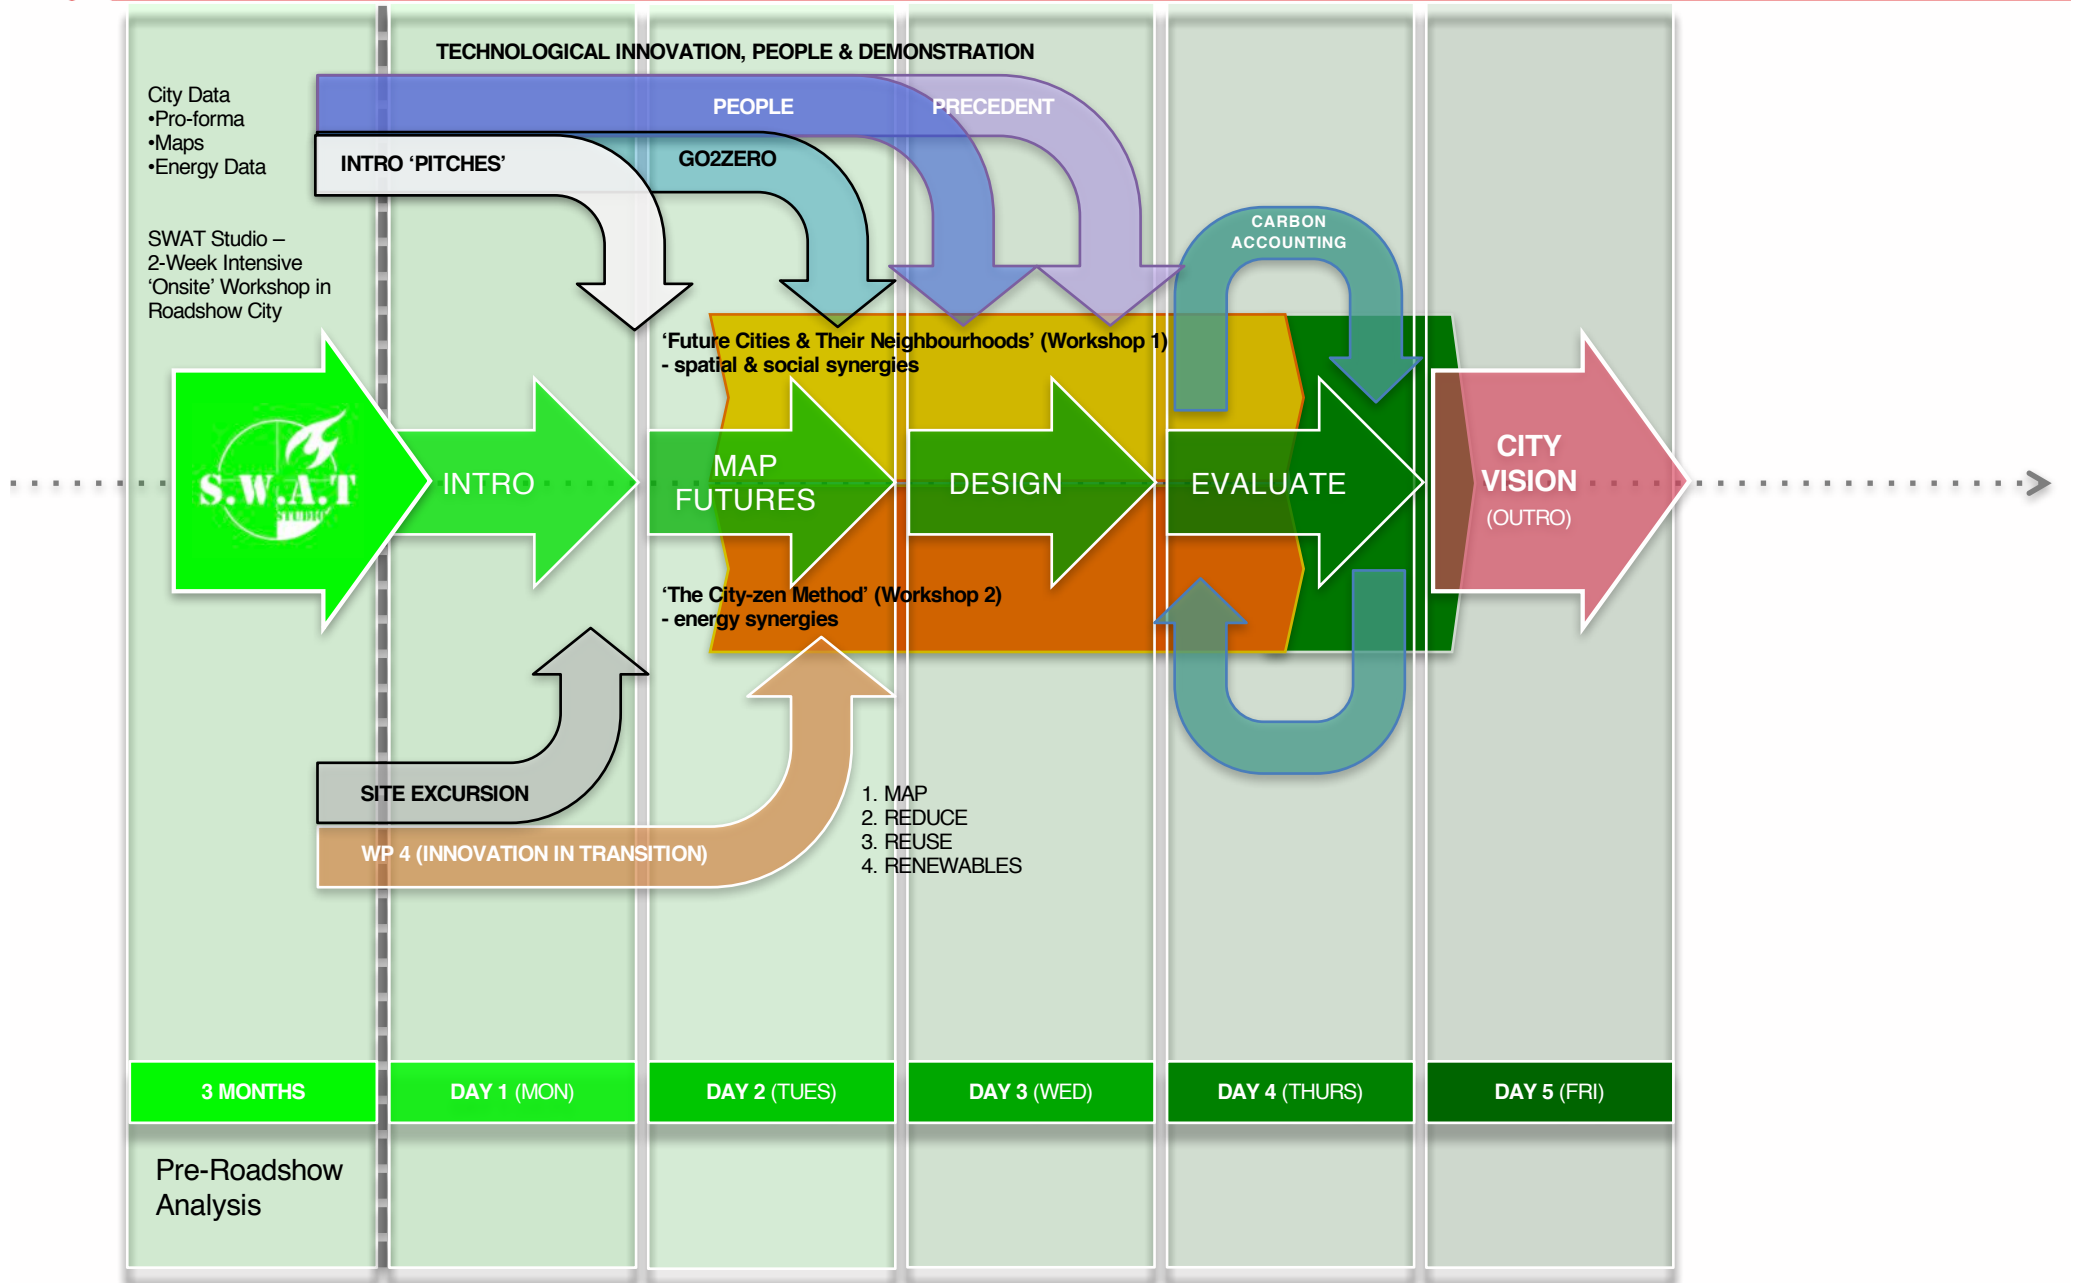 TECHNOLOGICAL INNOVATION, PEOPLE & DEMONSTRATION
City Data
•Pro-forma
•Maps
•Energy Data
PEOPLE
PRECEDENT
INTRO ‘PITCHES’
GO2ZERO
SWAT Studio –
2-Week Intensive
‘Onsite’ Workshop in
Roadshow City
CARBON
ACCOUNTING
‘Future Cities & Their Neighbourhoods’ (Workshop 1)
- spatial & social synergies
S.W.A.T
INTRO
MAP
FUTURES
DESIGN
EVALUATE
CITY
VISION
(OUTRO)
‘The City-zen Method’ (Workshop 2)
- energy synergies
SITE EXCURSION
WP 4 (INNOVATION IN TRANSITION)
1. MAP
2. REDUCE
3. REUSE
4. RENEWABLES
3 MONTHS
DAY 1 (MON)
DAY 2 (TUES)
DAY 3 (WED)
DAY 4 (THURS)
DAY 5 (FRI)
Pre-Roadshow
Analysis